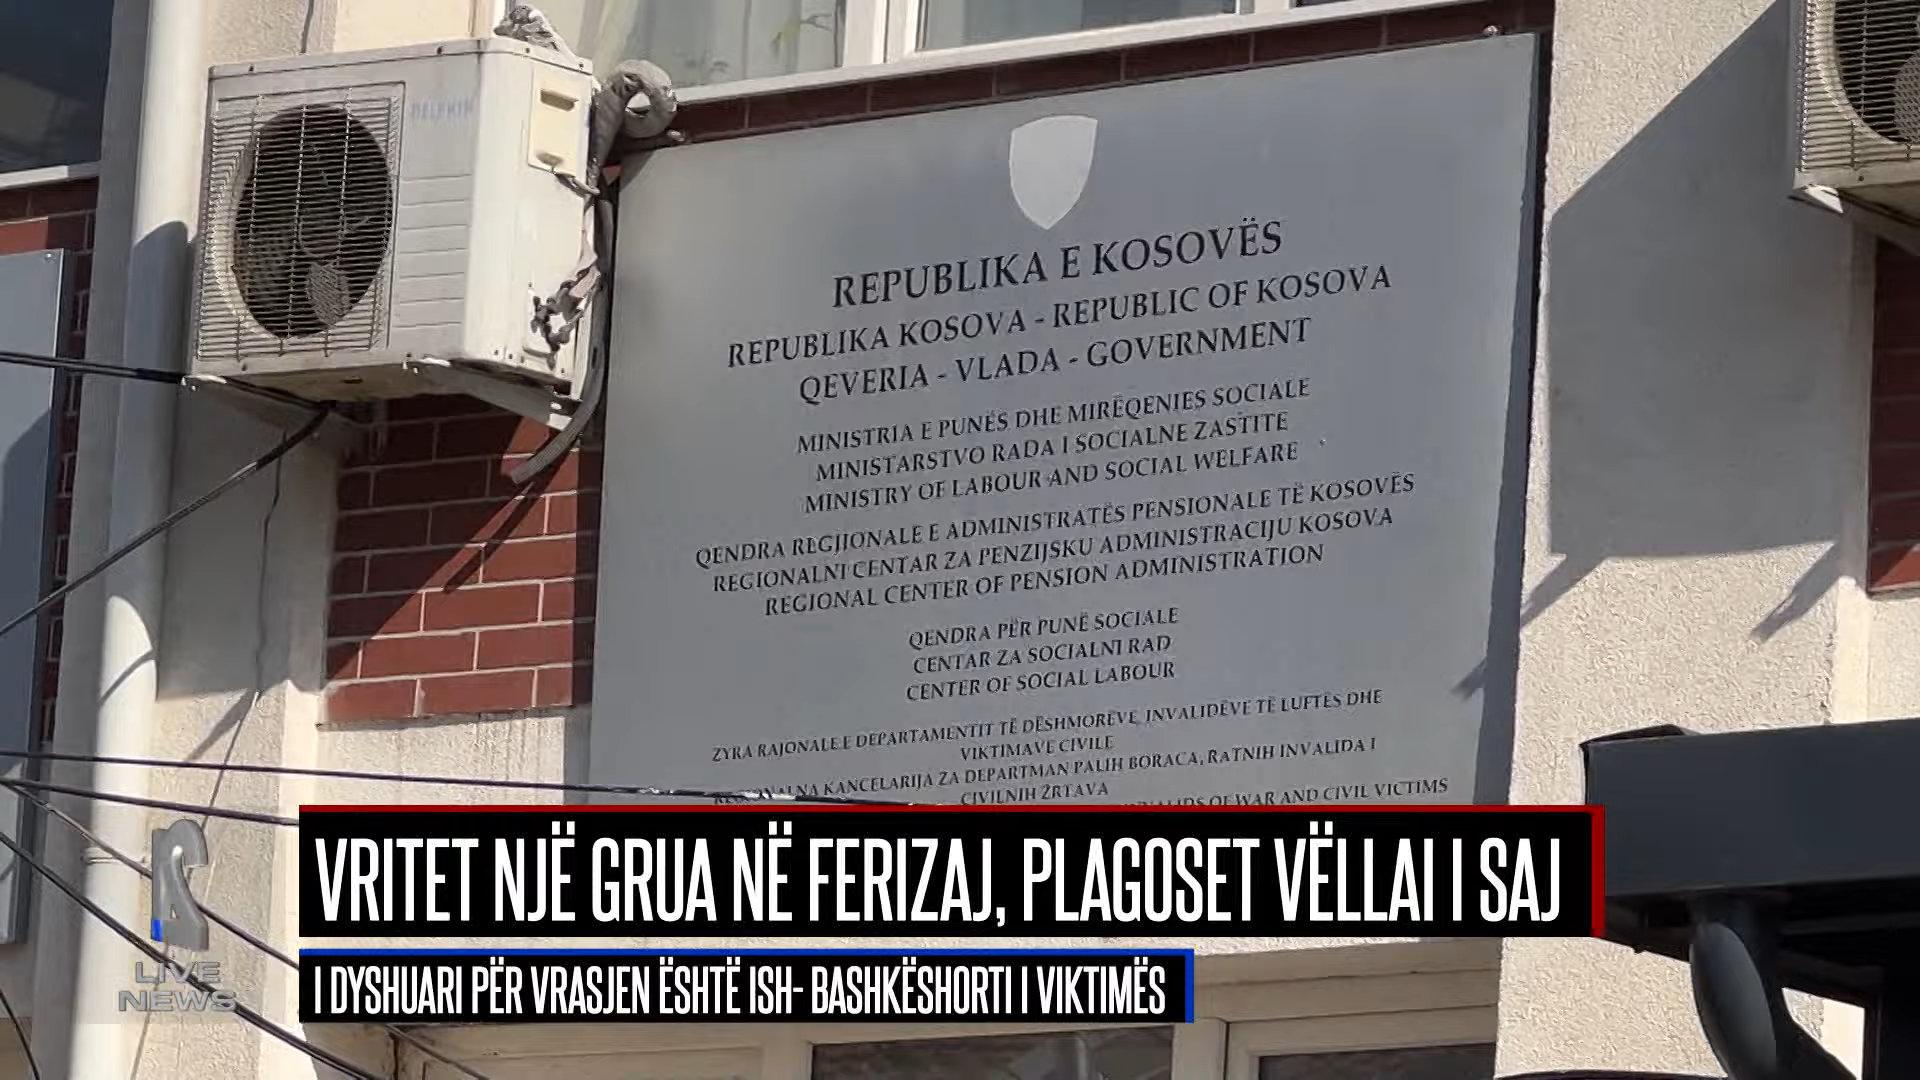 REPUBLIKA E KOSOVËS
REPUBLIKA KOSOVA - REPUBLIC OF KOSOVA
QEVERIA - VLADA - GOVERNMENT
MINISTRIA E PUNËS DHE MIRËQENIES SOCIALE
MINISTARSTVO RADA I SOCIALNE ZAŠTITE
MINISTRY OF LABOUR AND SOCIAL WELFARE
QENDRA REGJIONALE E ADMINISTRATËS PENSIONALE TË KOSOVËS
REGIONALNI CENTAR ZA PENZIJSKU ADMINISTRACIJU KOSOVA
REGIONAL CENTER OF PENSION ADMINISTRATION
QENDRA PËR PUNË SOCIALE
CENTAR ZA SOCIALNI RAD
CENTER OF SOCIAL LABOUR
ZYRA RAJONALE E DEPARTAMENTIT TË DËSHMORËVE, INVALIDËVE TË LUFTËS DHE
VIKTIMAVE CIVILE
KANCELARIJA ZA DEPARTMAN PALIH BORACA, RATNIH INVALIDA I
CIVILNIH ŽRTAVA
OF WAR AND CIVIL VICTIMS
VRITET NJË GRUA NË FERIZAJ, PLAGOSET VËLLAI I SAJ
I DYSHUARI PËR VRASJEN ËSHTË ISH- BASHKËSHORTI I VIKTIMËS
LIVE
NEWS